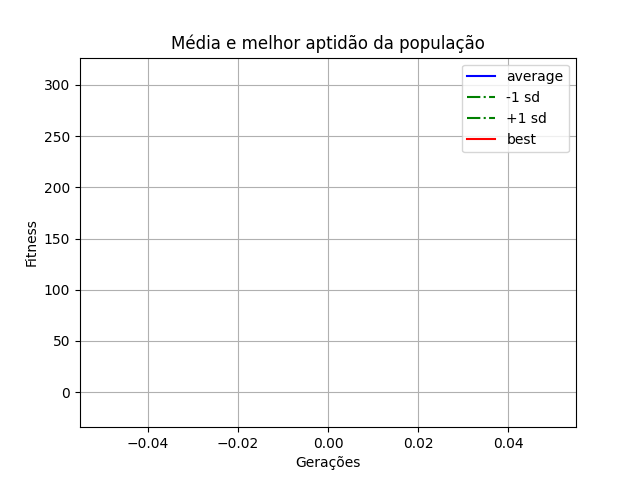 Média e melhor aptidão da população
average
-1 sd
+1 sd
best
Fitness
300
250
200
150
100
50
0
−0.04
−0.02
0.00
0.02
0.04
Gerações